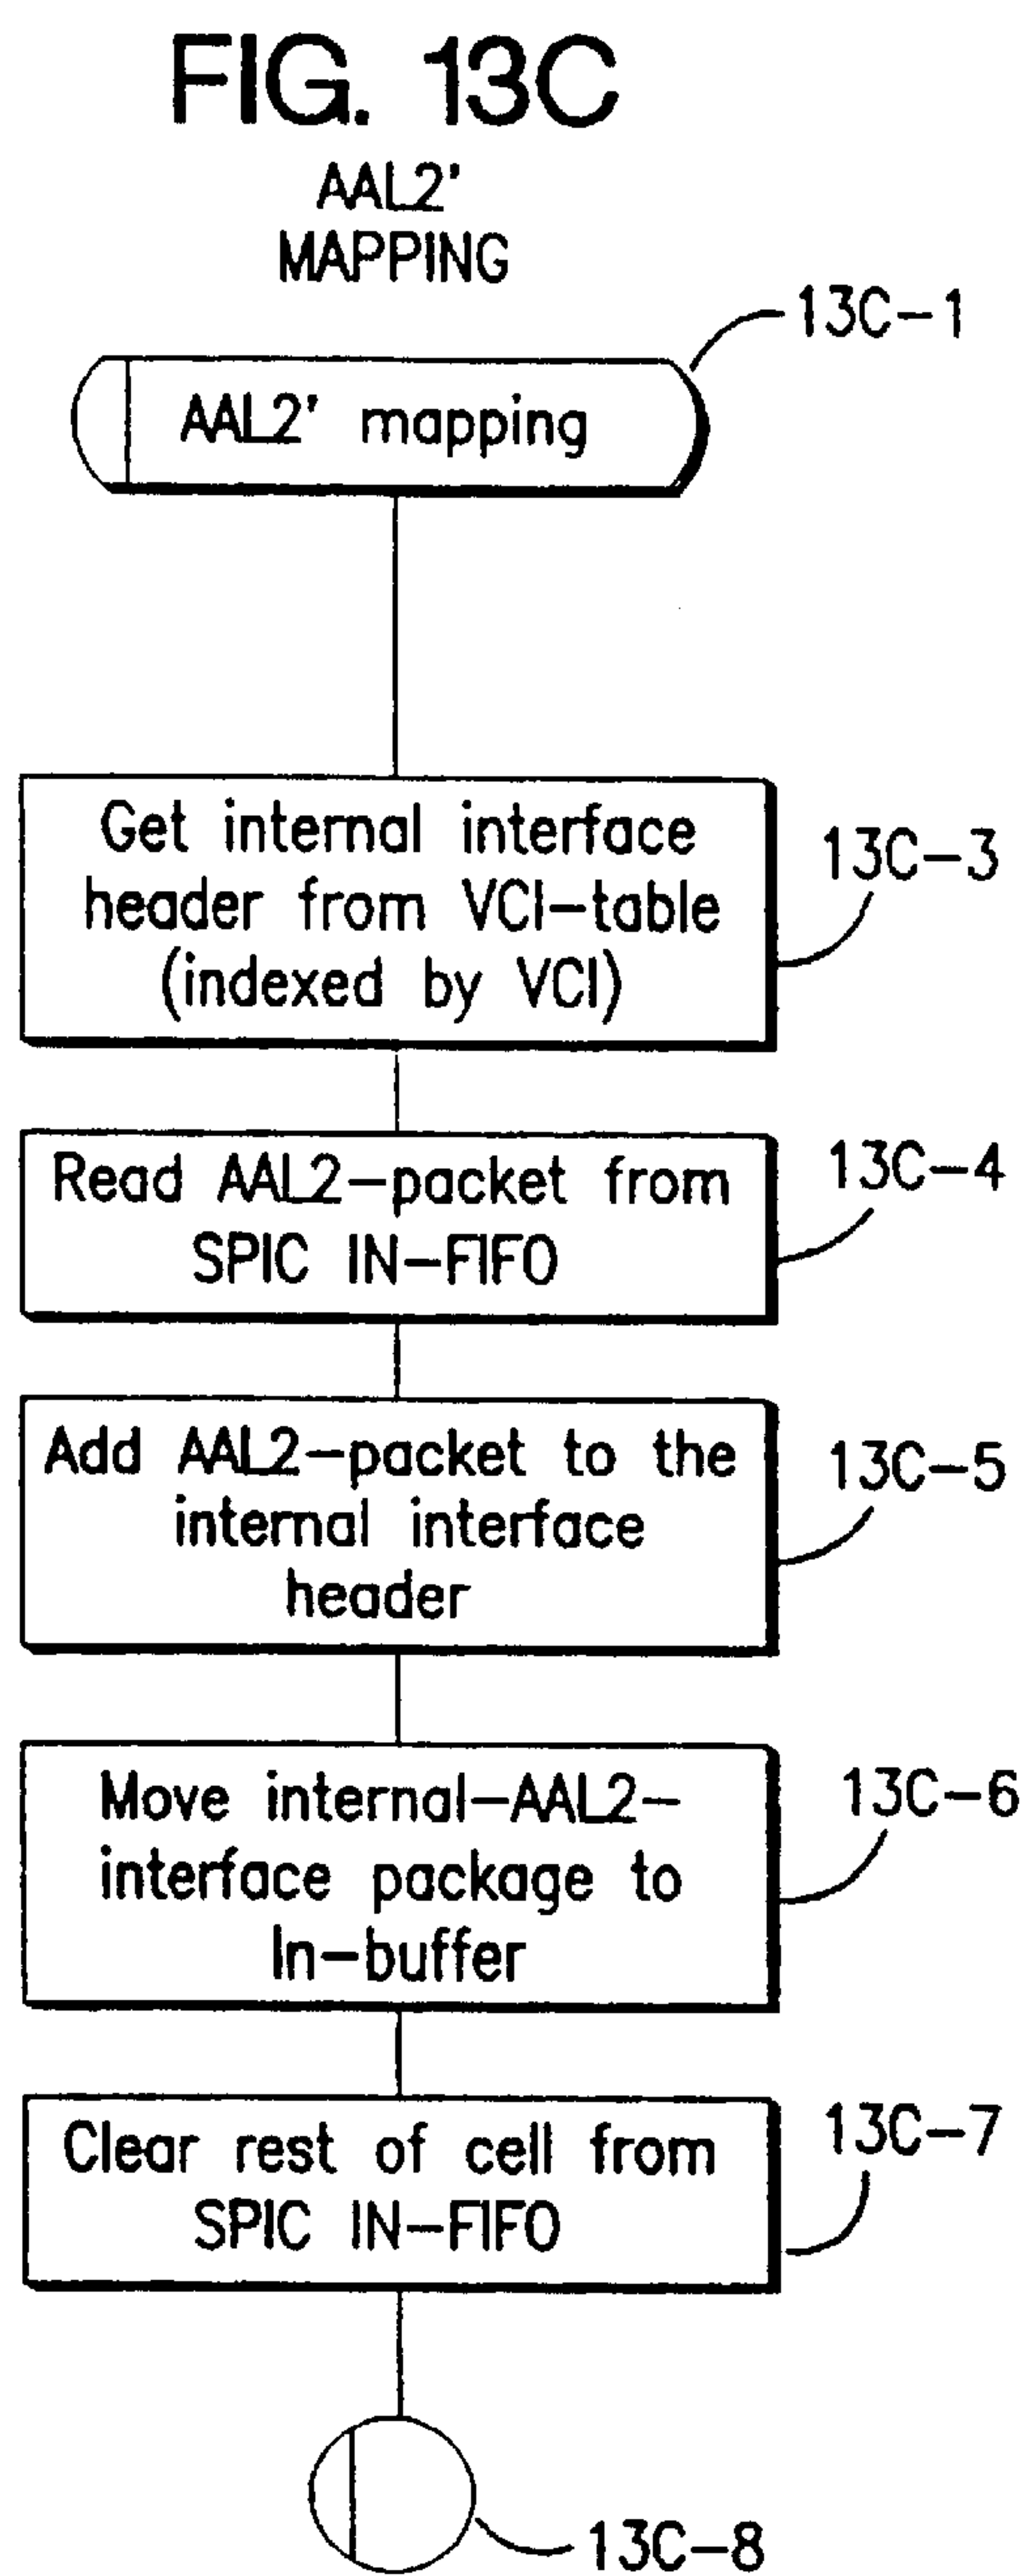 FIG. 13C
AAL2'
MAPPING
13C-1
AAL2' mapping
Get internal interface
header from VCI-table
(indexed by VCI)
13C-3
Read AAL2-packet from
SPIC IN-FIFO
13C-4
Add AAL2-packet to the
internal interface
header
13C-5
Move internal-AAL2-
interface package to
In-buffer
13C-6
Clear rest of cell from
SPIC IN-FIFO
13C-7
13C-8